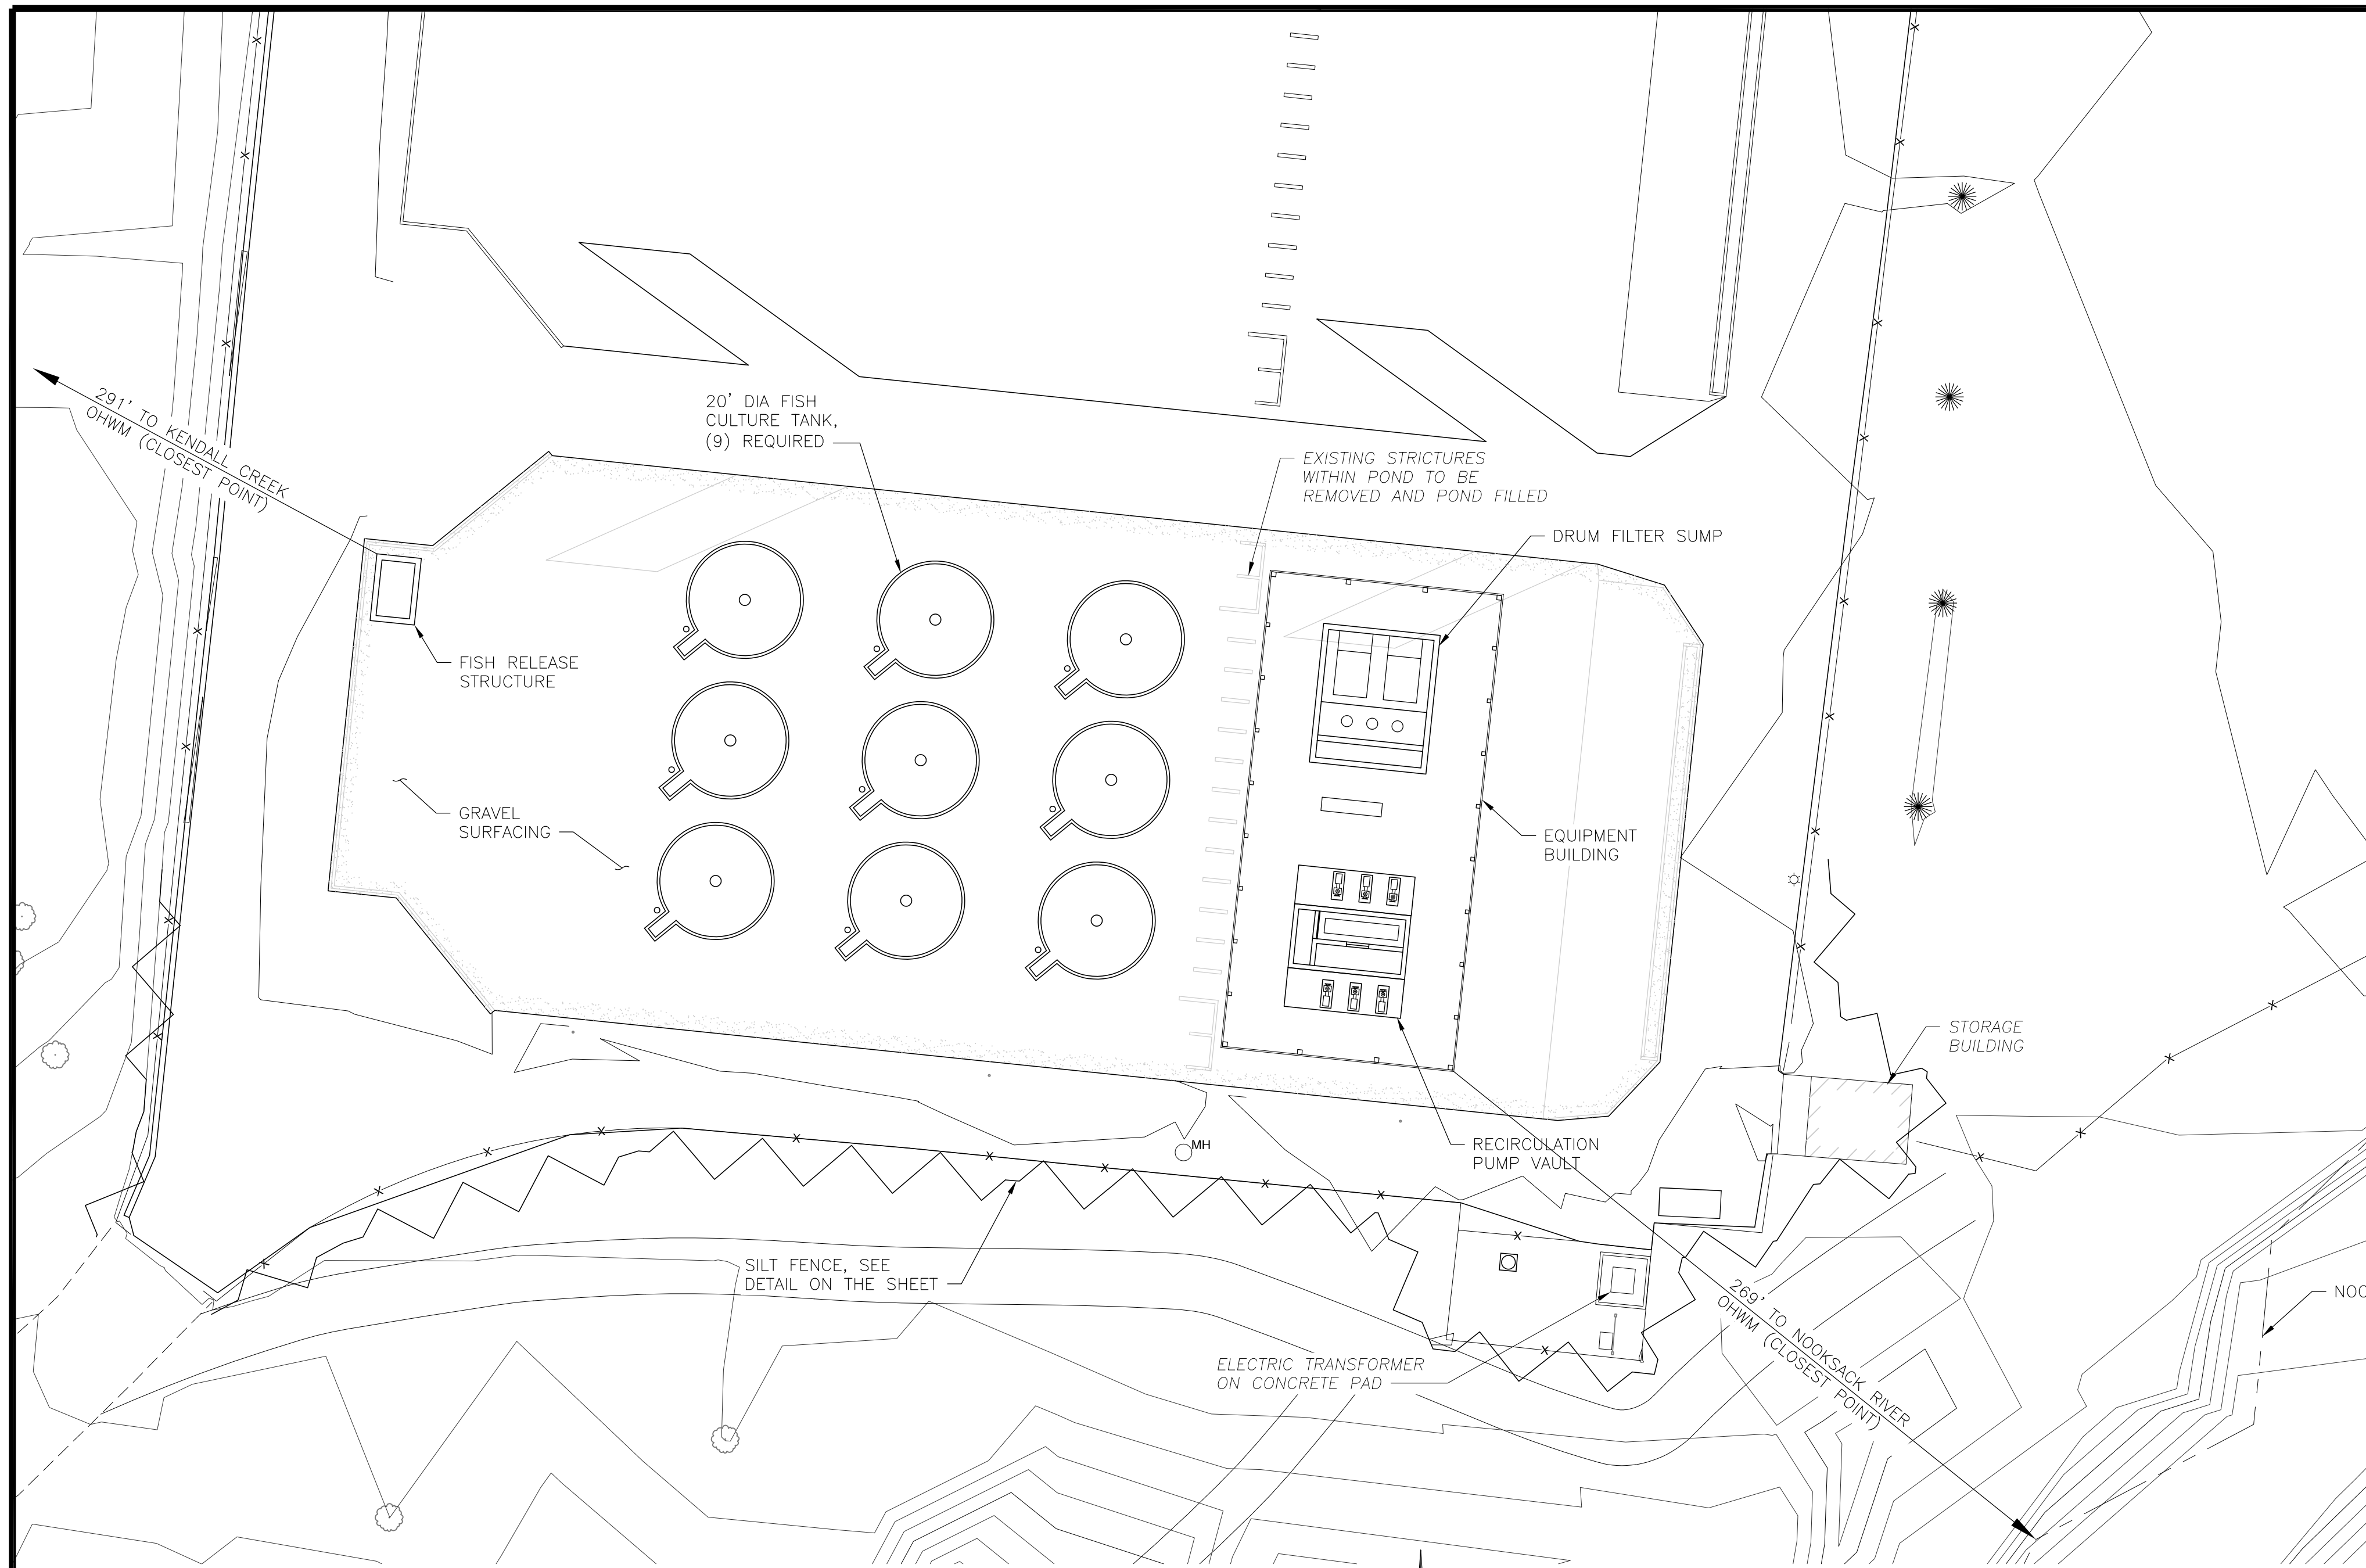 291' TO KENDALL CREEK
OHWM (CLOSEST POINT)
20' DIA FISH
CULTURE TANK,
(9) REQUIRED
EXISTING STRICTURES
WITHIN POND TO BE
REMOVED AND POND FILLED
DRUM FILTER SUMP
FISH RELEASE
STRUCTURE
GRAVEL
SURFACING
EQUIPMENT
BUILDING
STORAGE
BUILDING
MH
RECIRCULATION
PUMP VAULT
SILT FENCE, SEE
DETAIL ON THE SHEET
269' TO NOOKSACK RIVER
OHWM (CLOSEST POINT)
ELECTRIC TRANSFORMER
ON CONCRETE PAD